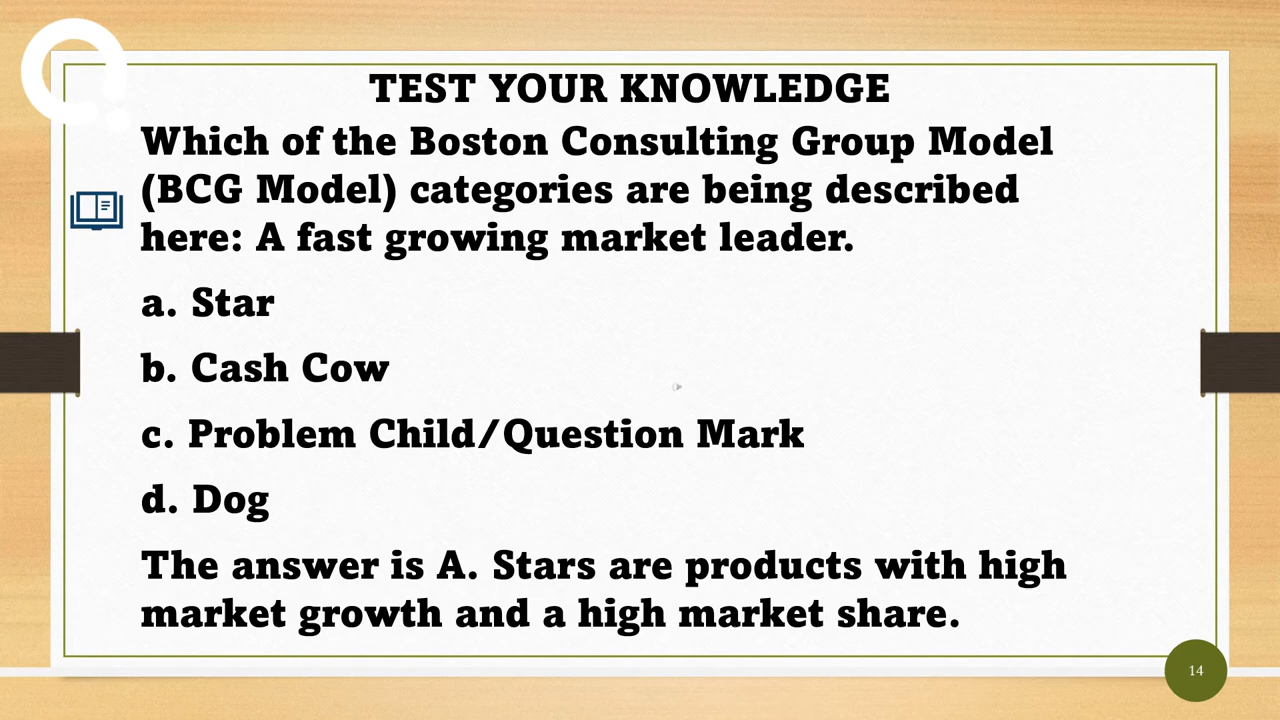 TEST YOUR KNOWLEDGE
Which of the Boston Consulting Group Model
(BCG Model) categories are being described
here: A fast growing market leader.
a. Star
b. Cash Cow
c. Problem Child/Question Mark
d. Dog
The answer is A. Stars are products with high
market growth and a high market share.
14